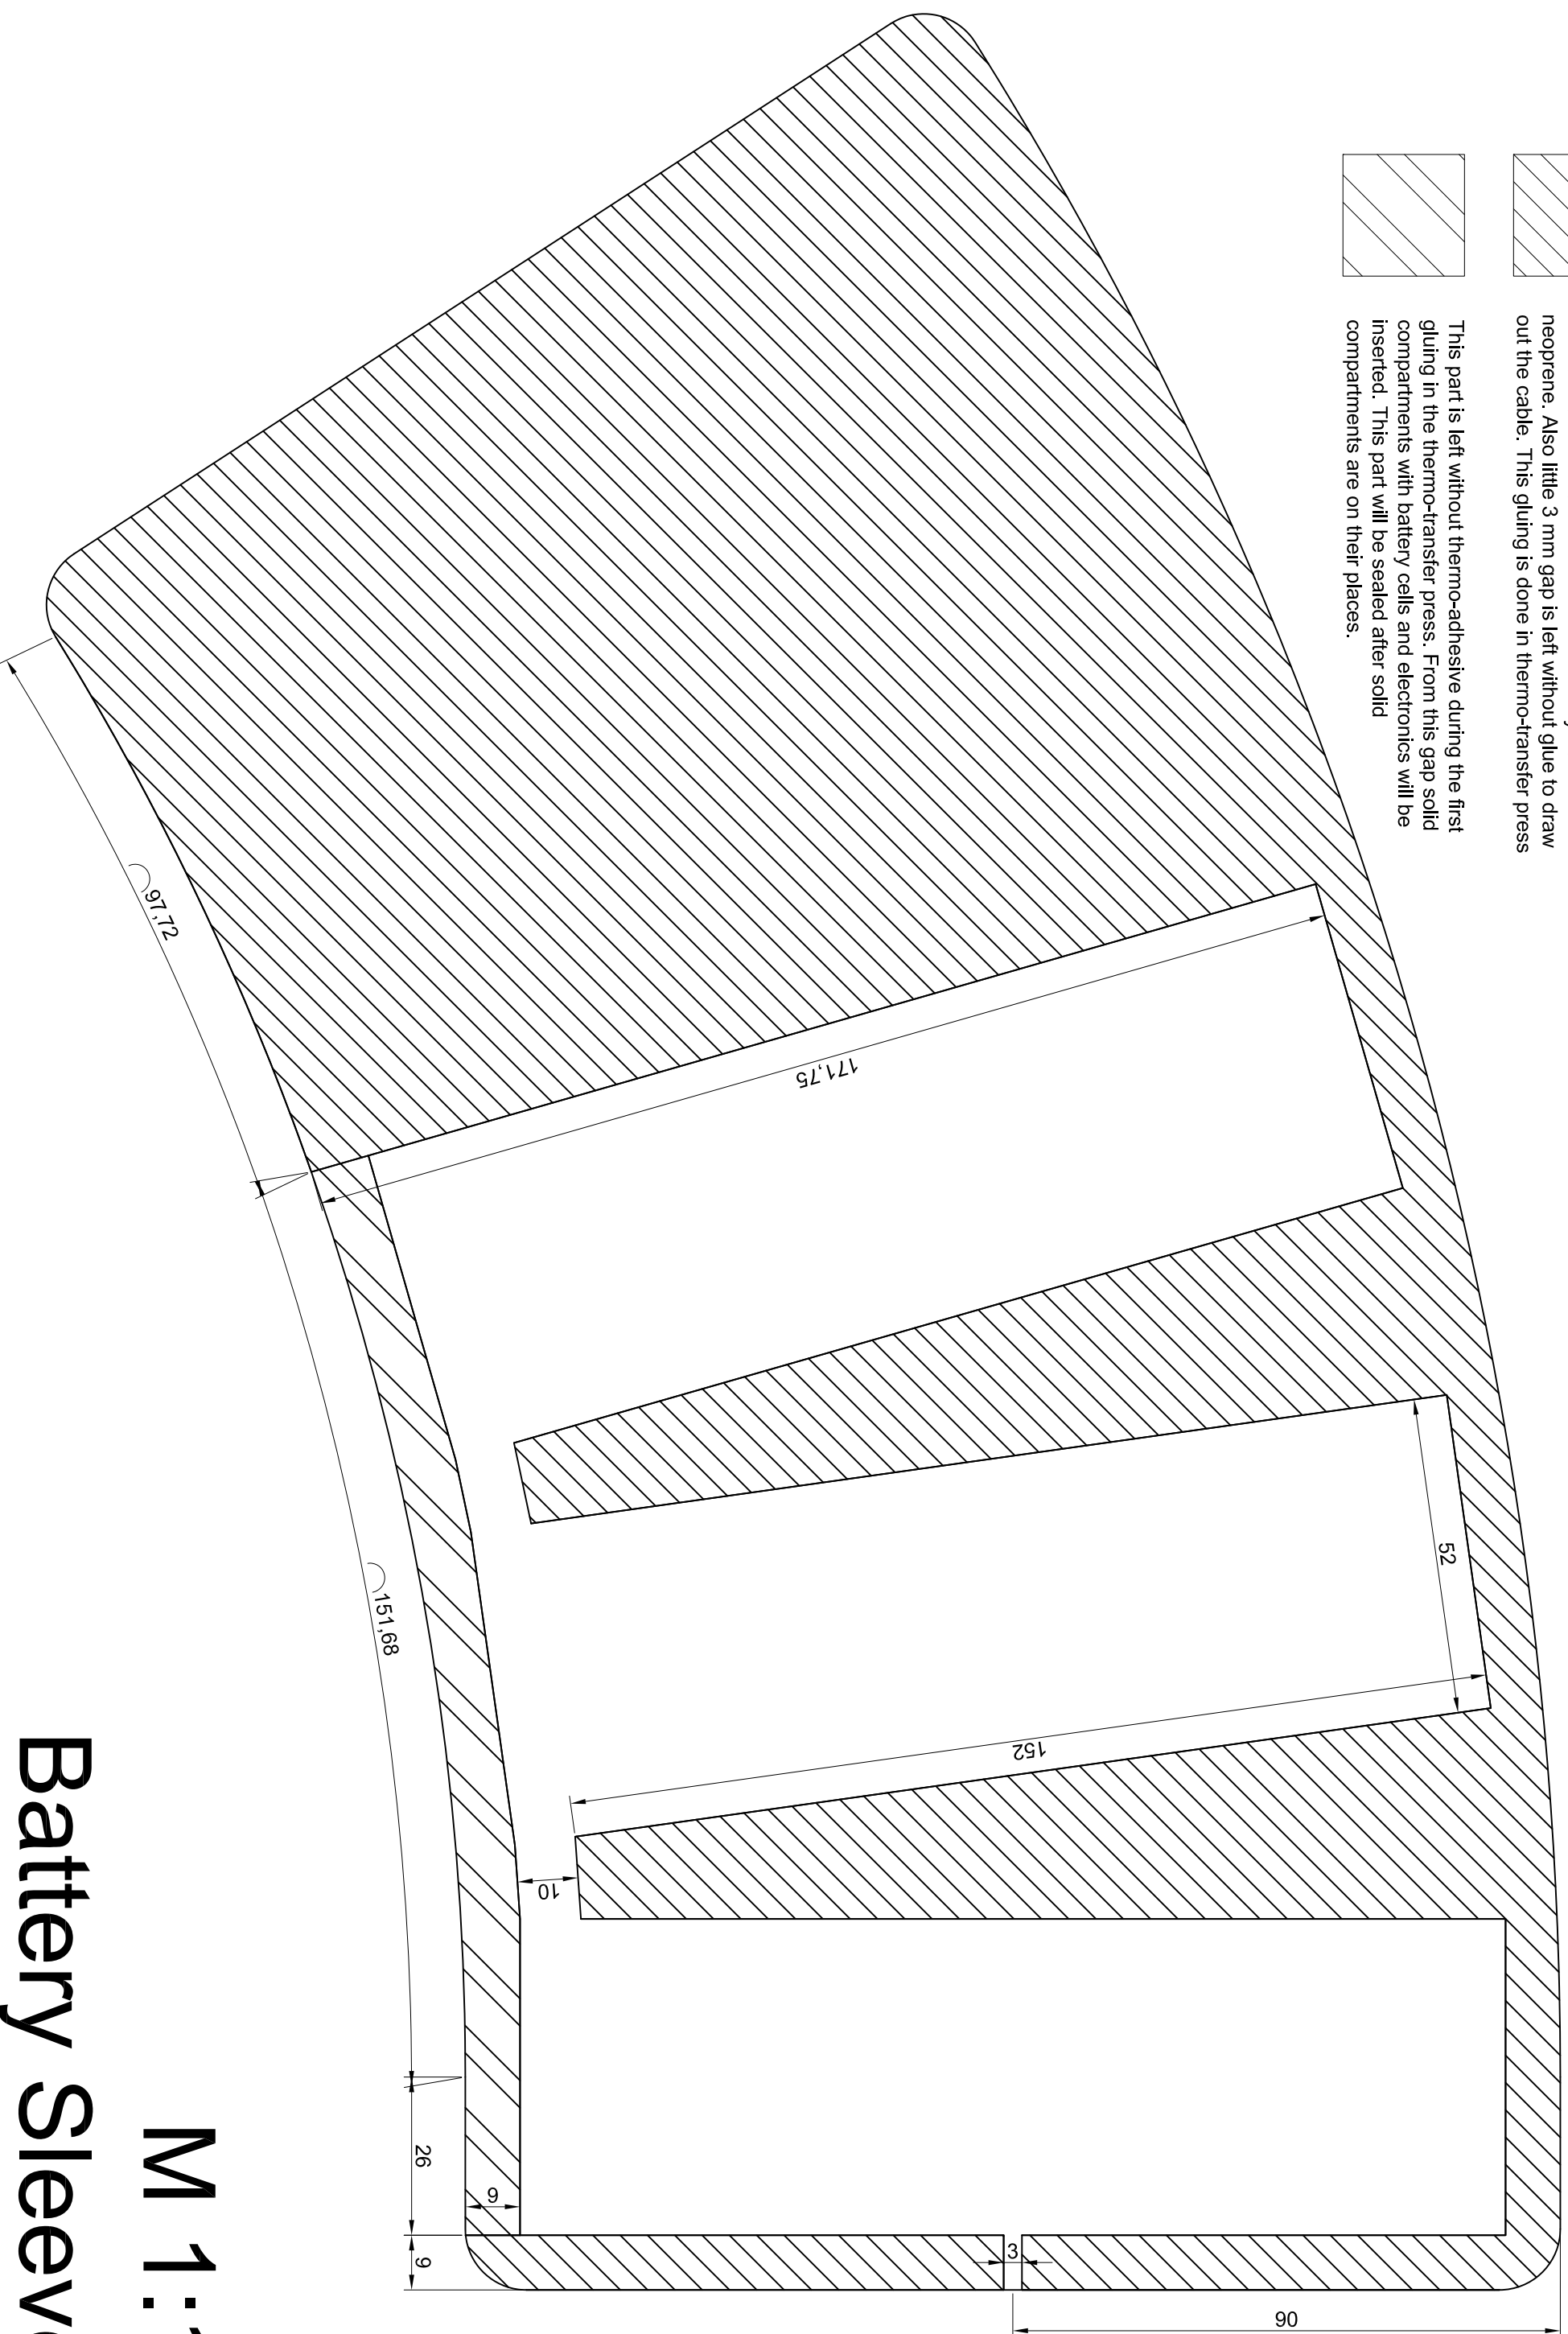 neoprene. Also little 3 mm gap is left without glue to draw
out the cable. This gluing is done in thermo-transfer press
This part is left without thermo-adhesive during the first
gluing in the thermo-transfer press. From this gap solid
compartments with battery cells and electronics will be
inserted. This part will be sealed after solid
compartments are on their places.
97,72
171,75
52
151,68
152
10
26
9
9
3
90
M 1:
Battery Sleeve